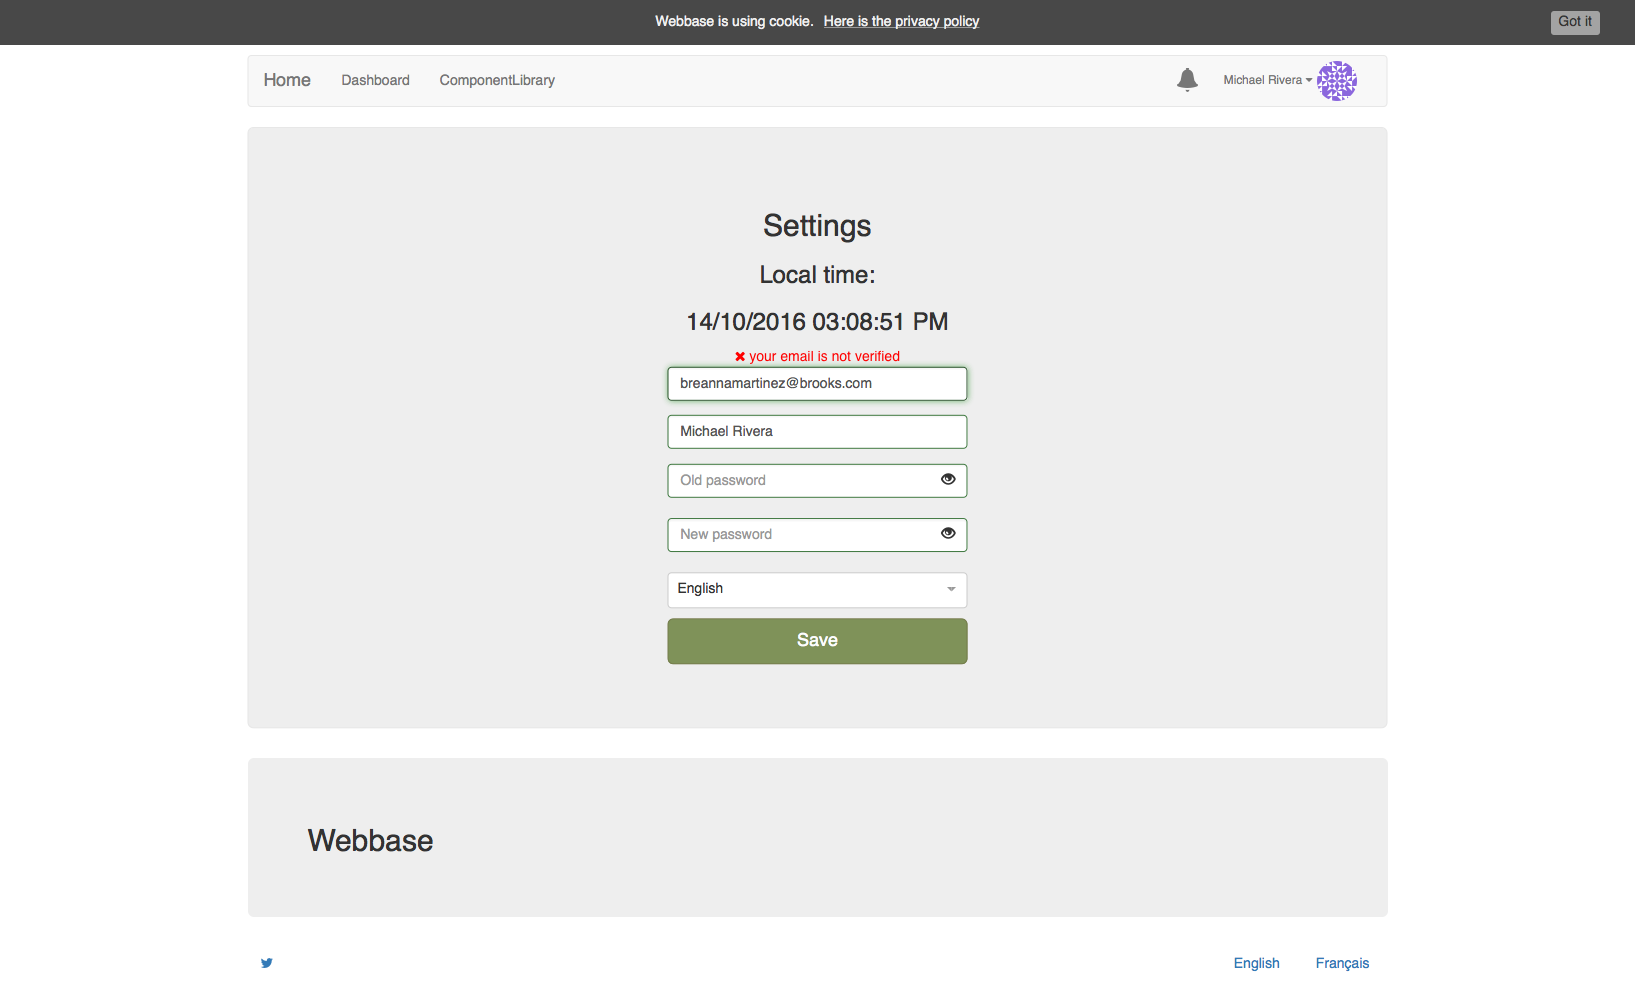 Webbase is using cookie. Here is the privacy policy Got it
Home Dashboard ComponentLibrary Michael Rivera
Settings
Local time:
14/10/2016 03:08:51 PM
your email is not verified
breannamartinez@brooks.com
Michael Rivera
Old password
New password
English
Save
Webbase
English Français